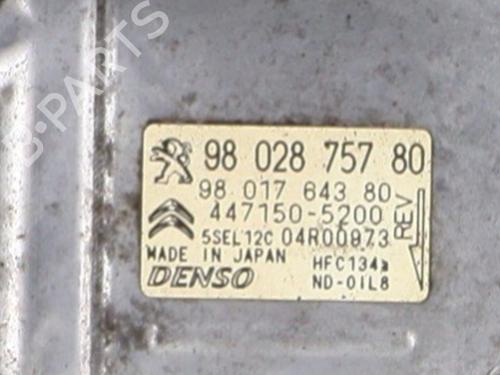 B-PARTS
98 028 757 80
98 017 643 80
447150-5200
5SEL12C 04R00973
REV
MADE IN JAPAN HFC134a
DENSO ND-OIL8